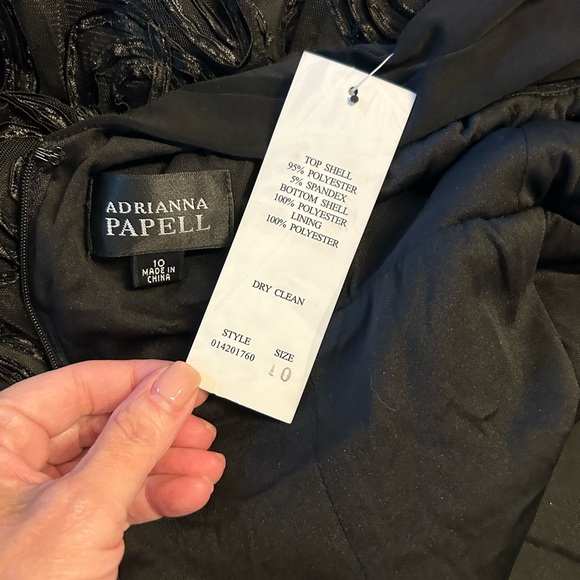 ADRIANNA
PAPELL
10
MADE IN
CHINA
TOP SHELL
95% POLYESTER
5% SPANDEX
BOTTOM SHELL
100% POLYESTER
LINING
100% POLYESTER
DRY CLEAN
STYLE SIZE
014201760 10